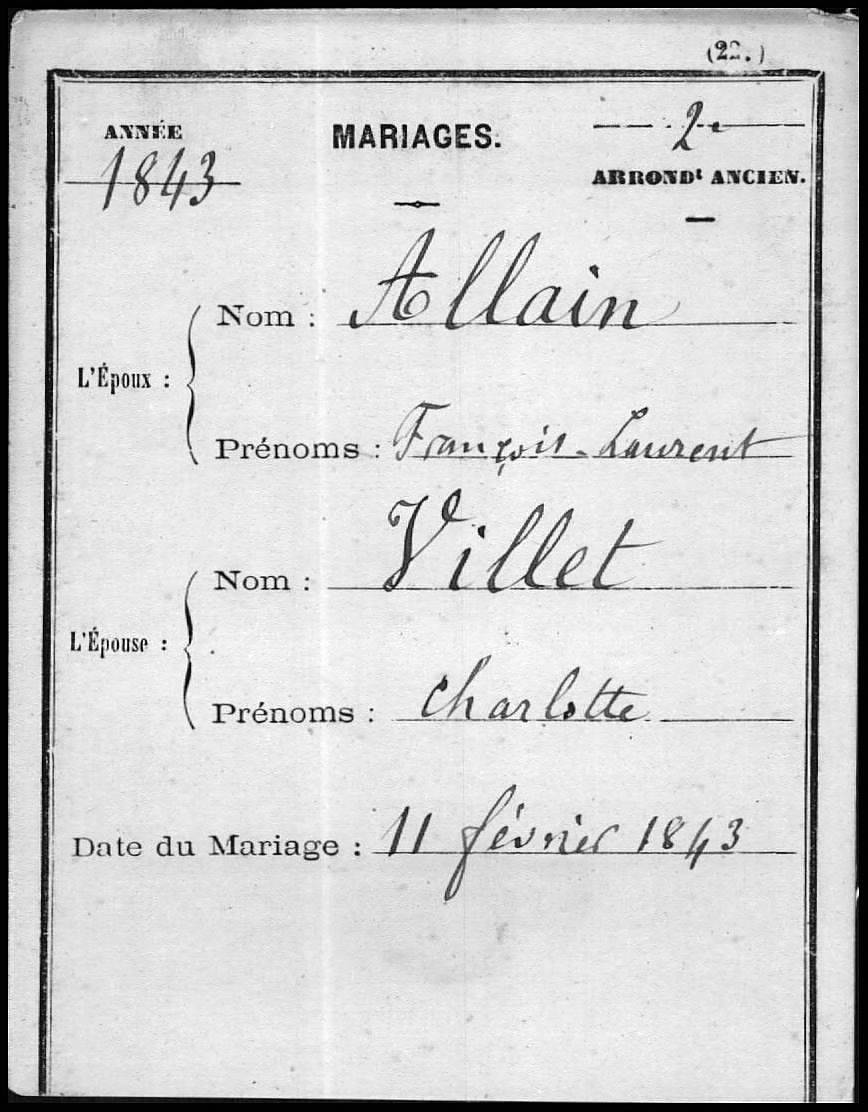 (22.)
ANNÉE
1843
MARIAGES.
2e
ARRONDt ANCIEN.
Nom : Allain
L'Époux :
Prénoms : François-Laurent
Nom : Villet
L'Épouse :
Prénoms : Charlotte
Date du Mariage : 11 février 1843